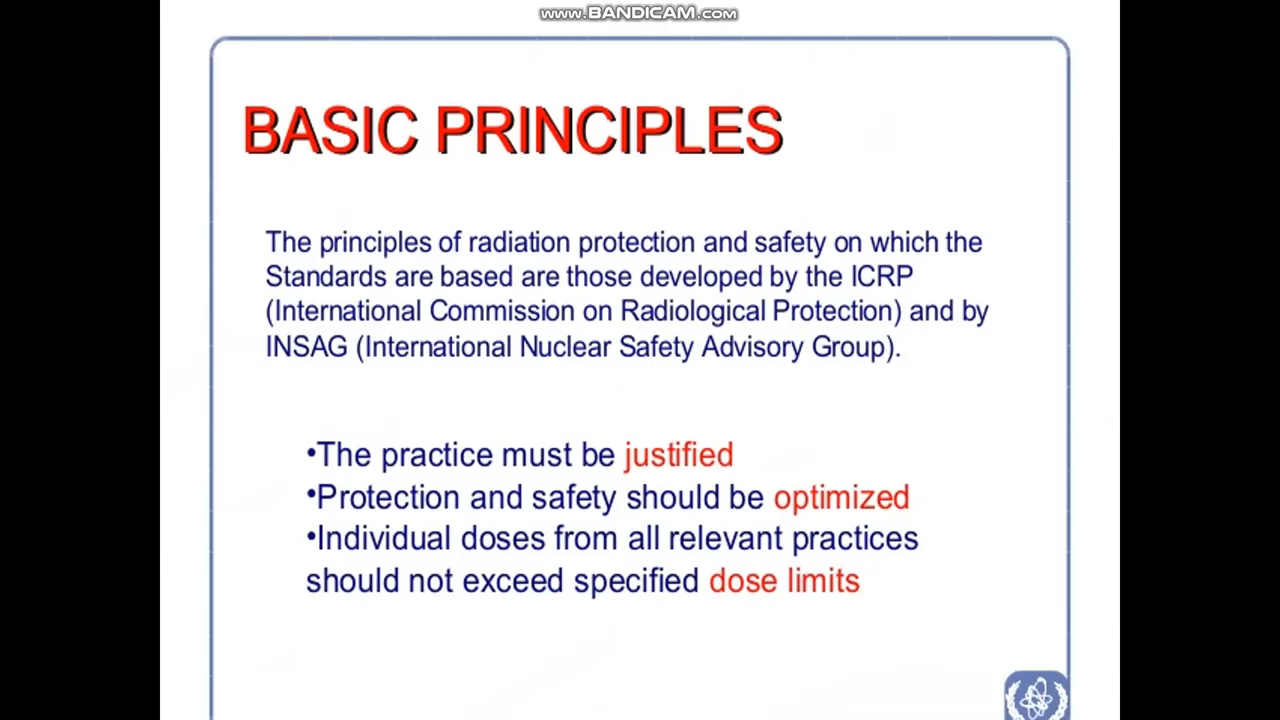 www.BANDICAM.com
BASIC PRINCIPLES
The principles of radiation protection and safety on which the
Standards are based are those developed by the ICRP
(International Commission on Radiological Protection) and by
INSAG (International Nuclear Safety Advisory Group).
•The practice must be justified
•Protection and safety should be optimized
•Individual doses from all relevant practices
should not exceed specified dose limits